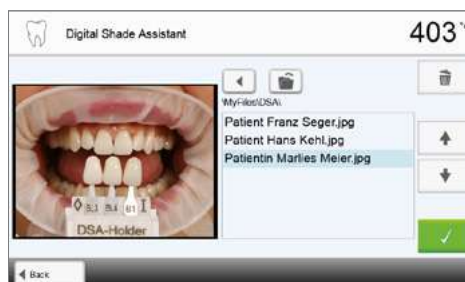 Digital Shade Assistant
403
\MyFiles\DSA\
Patient Franz Seger.jpg
Patient Hans Kehl.jpg
Patientin Marlies Meier.jpg
B1
DSA-Holder
Back